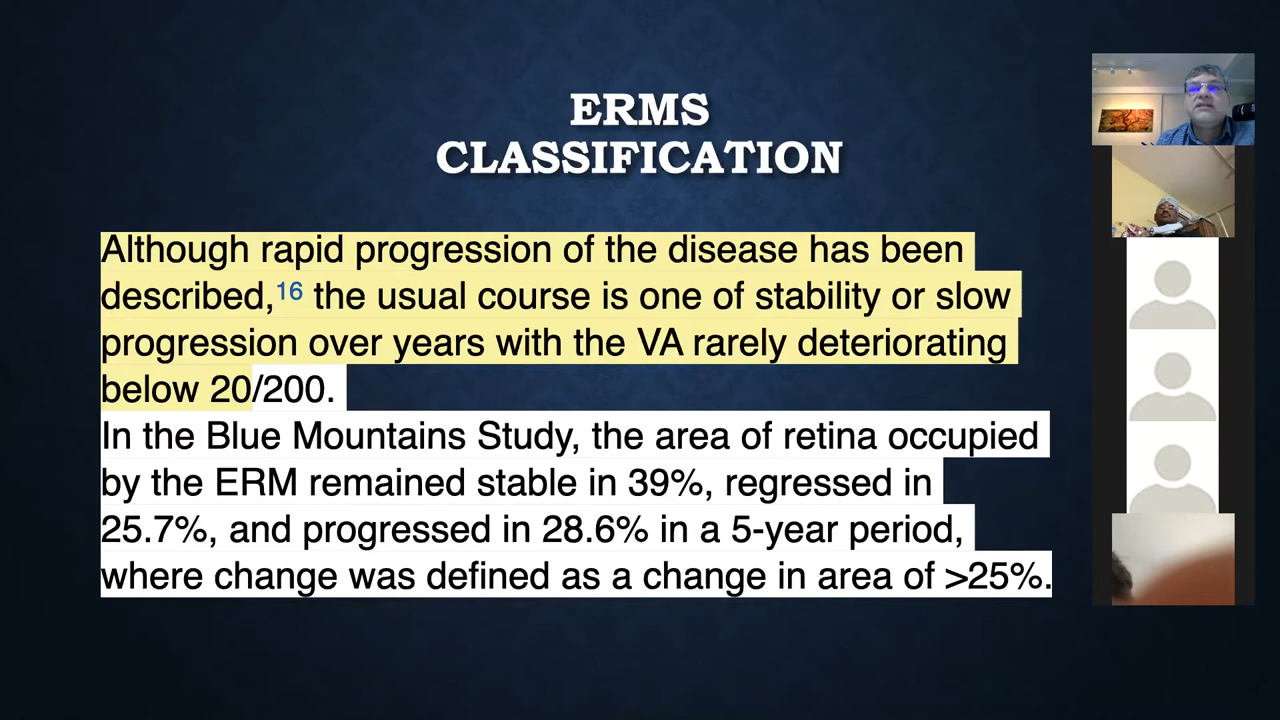 ERMS
CLASSIFICATION
Although rapid progression of the disease has been
described,16 the usual course is one of stability or slow
progression over years with the VA rarely deteriorating
below 20/200.
In the Blue Mountains Study, the area of retina occupied
by the ERM remained stable in 39%, regressed in
25.7%, and progressed in 28.6% in a 5-year period,
where change was defined as a change in area of >25%.